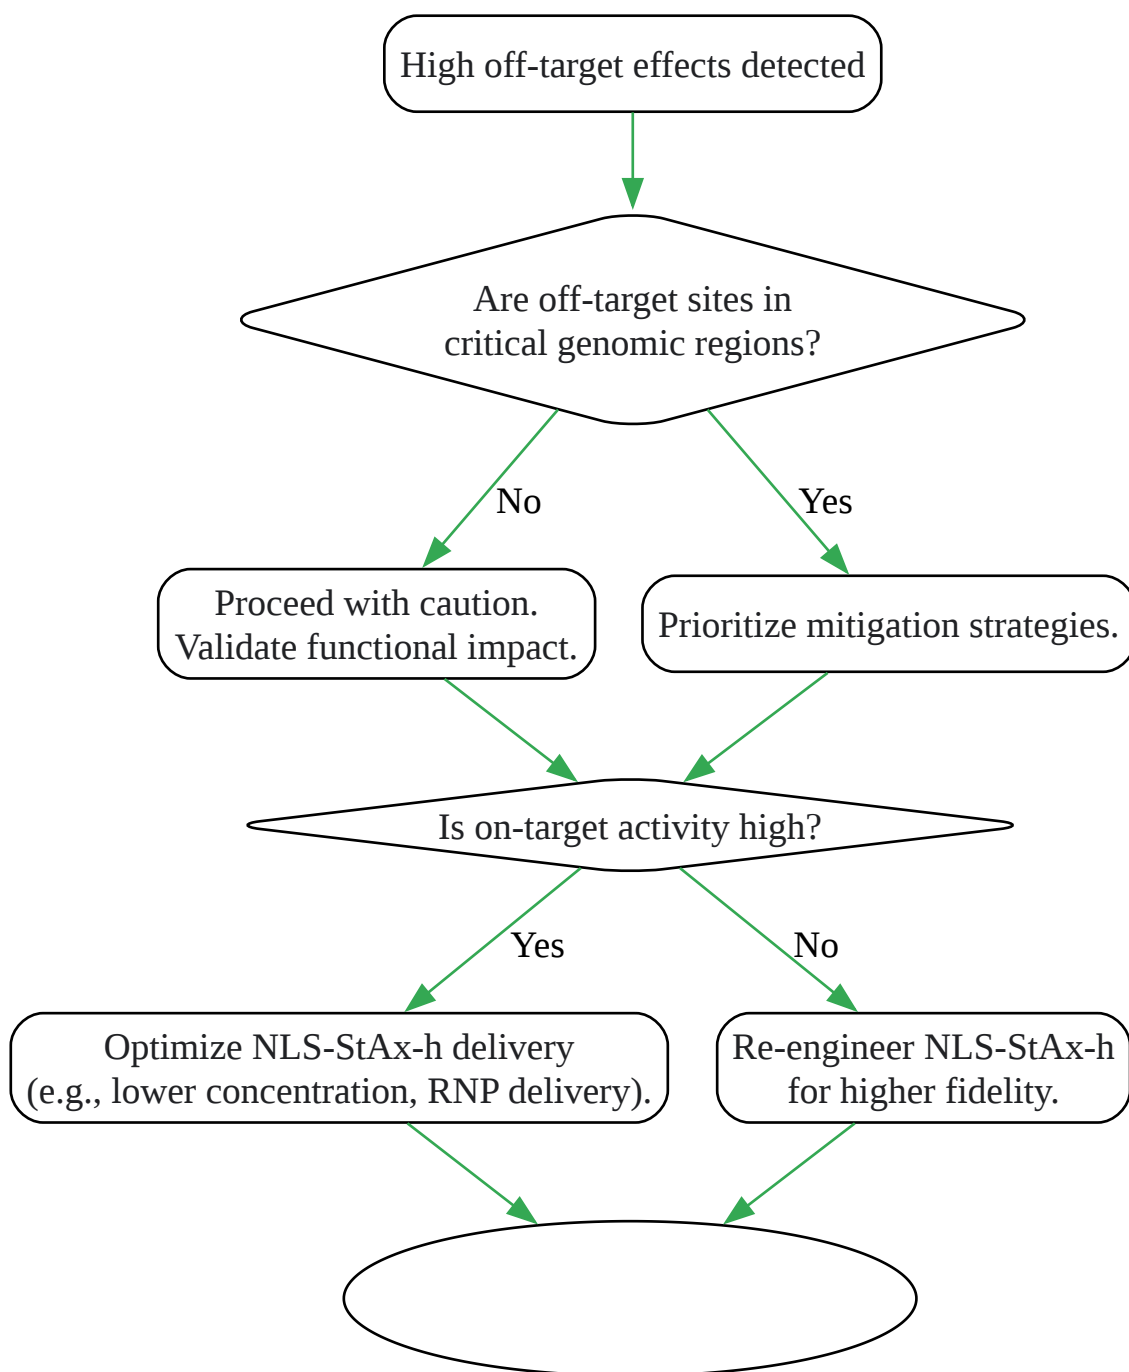 High off-target effects detected
Are off-target sites in
critical genomic regions?
No
Yes
Proceed with caution.
Validate functional impact.
Prioritize mitigation strategies.
Is on-target activity high?
Yes
No
Optimize NLS-StAx-h delivery
(e.g., lower concentration, RNP delivery).
Re-engineer NLS-StAx-h
for higher fidelity.